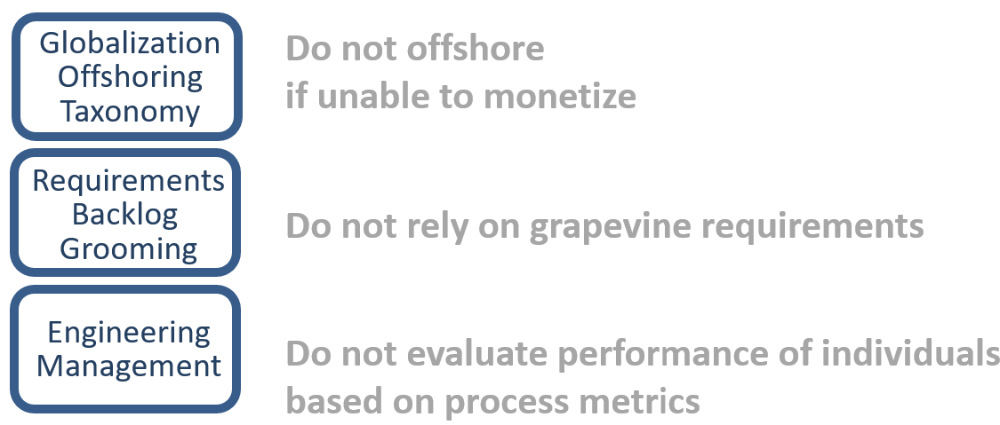 Globalization
Offshoring
Taxonomy
Do not offshore
if unable to monetize
Requirements
Backlog
Grooming
Do not rely on grapevine requirements
Engineering
Management
Do not evaluate performance of individuals
based on process metrics